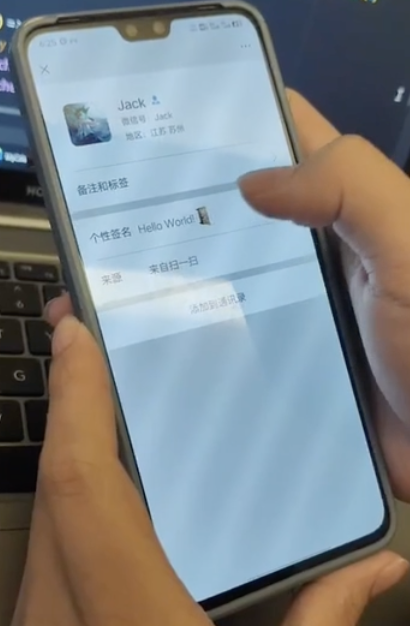 Jack
微信号: Jack
地区: 江苏 苏州
备注和标签
个性签名 Hello World!
来源 来自扫一扫
添加到通讯录
6
G